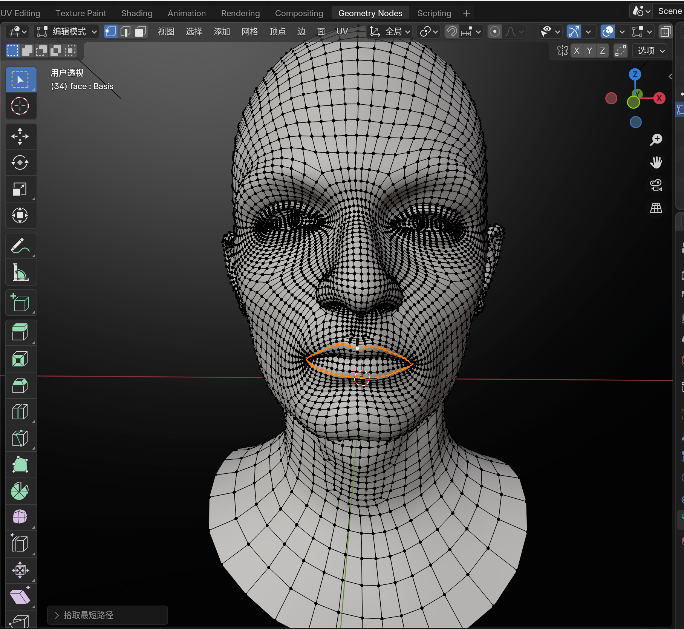 UV Editing Texture Paint Shading Animation Rendering Compositing Geometry Nodes Scripting + Scene
编辑模式 视图 选择 添加 网格 顶点 边 面 UV 全局
X Y Z 选项
用户透视
(34) face : Basis
Z
Y
X
拾取最短路径